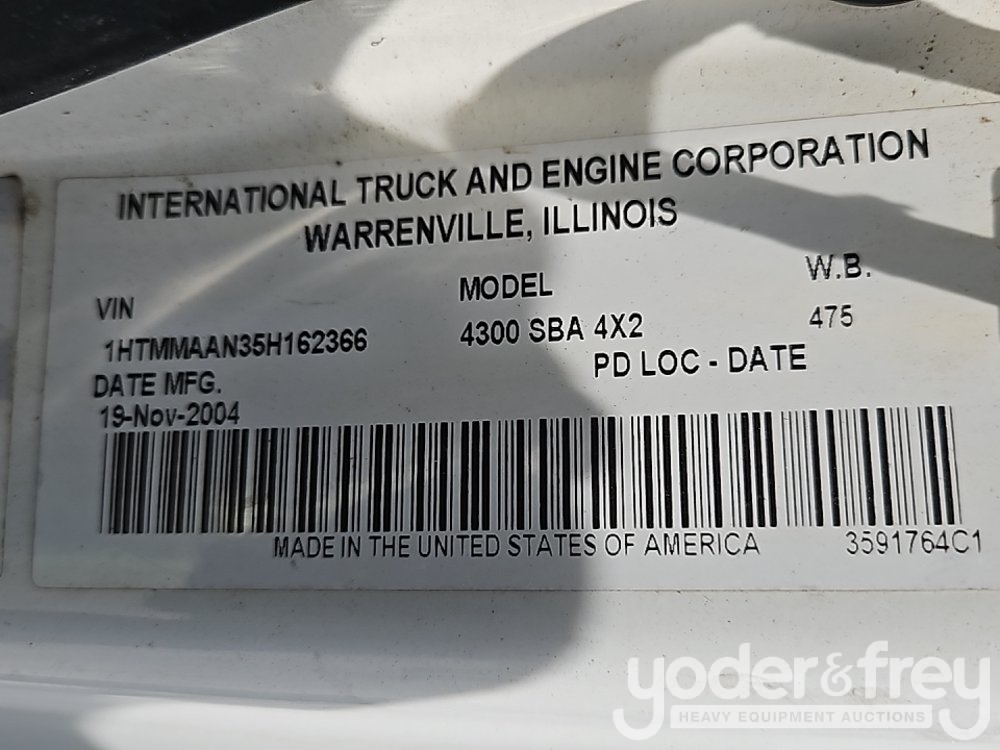 INTERNATIONAL TRUCK AND ENGINE CORPORATION
WARRENVILLE, ILLINOIS
VIN MODEL W.B.
1HTMMAAN35H162366 4300 SBA 4X2 475
DATE MFG. PD LOC - DATE
19-Nov-2004
MADE IN THE UNITED STATES OF AMERICA 3591764C1
yoder&frey
HEAVY EQUIPMENT AUCTIONS